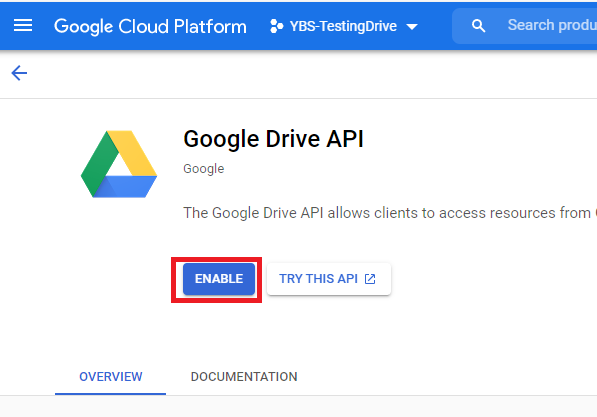 Google Cloud Platform YBS-TestingDrive Search produ
Google Drive API
Google
The Google Drive API allows clients to access resources from
ENABLE TRY THIS API
OVERVIEW DOCUMENTATION